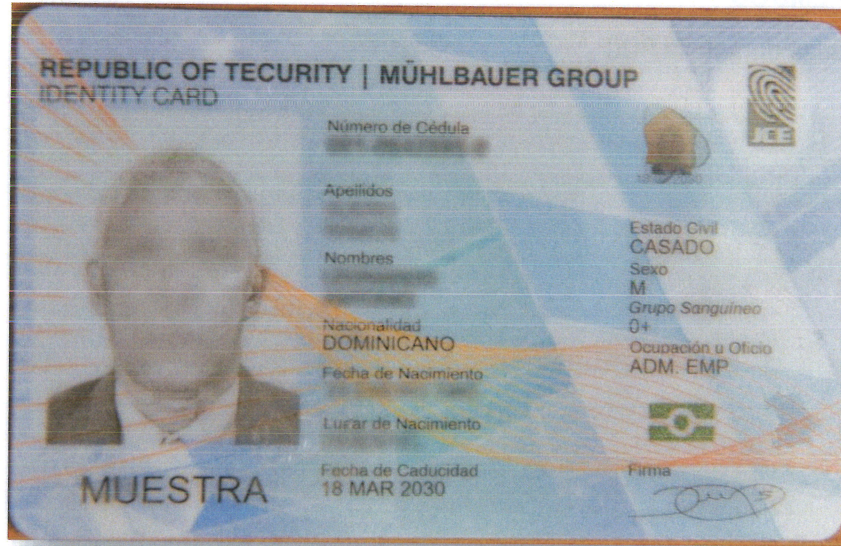 REPUBLIC OF TECURITY | MÜHLBAUER GROUP
IDENTITY CARD
JCE
Número de Cédula
Apellidos
Nombres
Nacionalidad
DOMINICANO
Fecha de Nacimiento
Lugar de Nacimiento
Fecha de Caducidad
18 MAR 2030
Estado Civil
CASADO
Sexo
M
Grupo Sanguíneo
0+
Ocupación u Oficio
ADM. EMP
Firma
MUESTRA